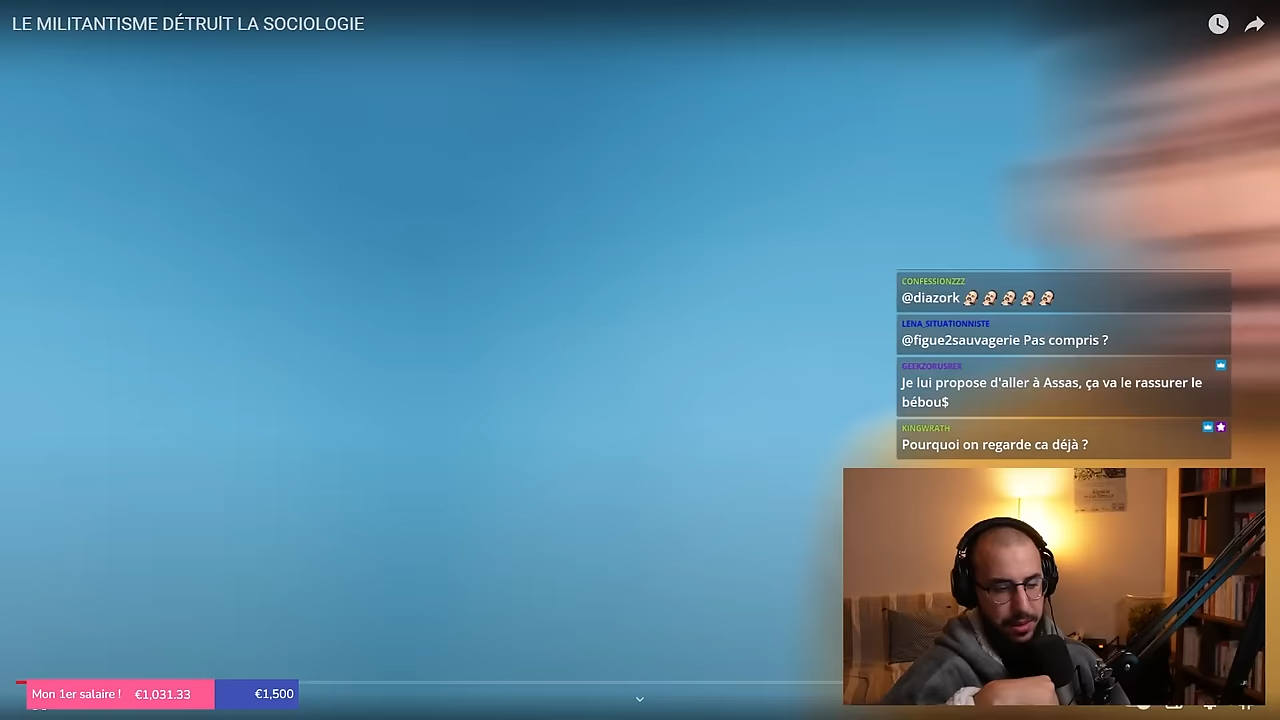 LE MILITANTISME DÉTRUIT LA SOCIOLOGIE
CONFESSIONZZZ
@diazork
LENA_SITUATIONNISTE
@figue2sauvagerie Pas compris ?
GEEKZORUSRER
Je lui propose d'aller à Assas, ça va le rassurer le
bébou$
KINGWRATH
Pourquoi on regarde ca déjà ?
Mon 1er salaire ! €1,031.33 €1,500